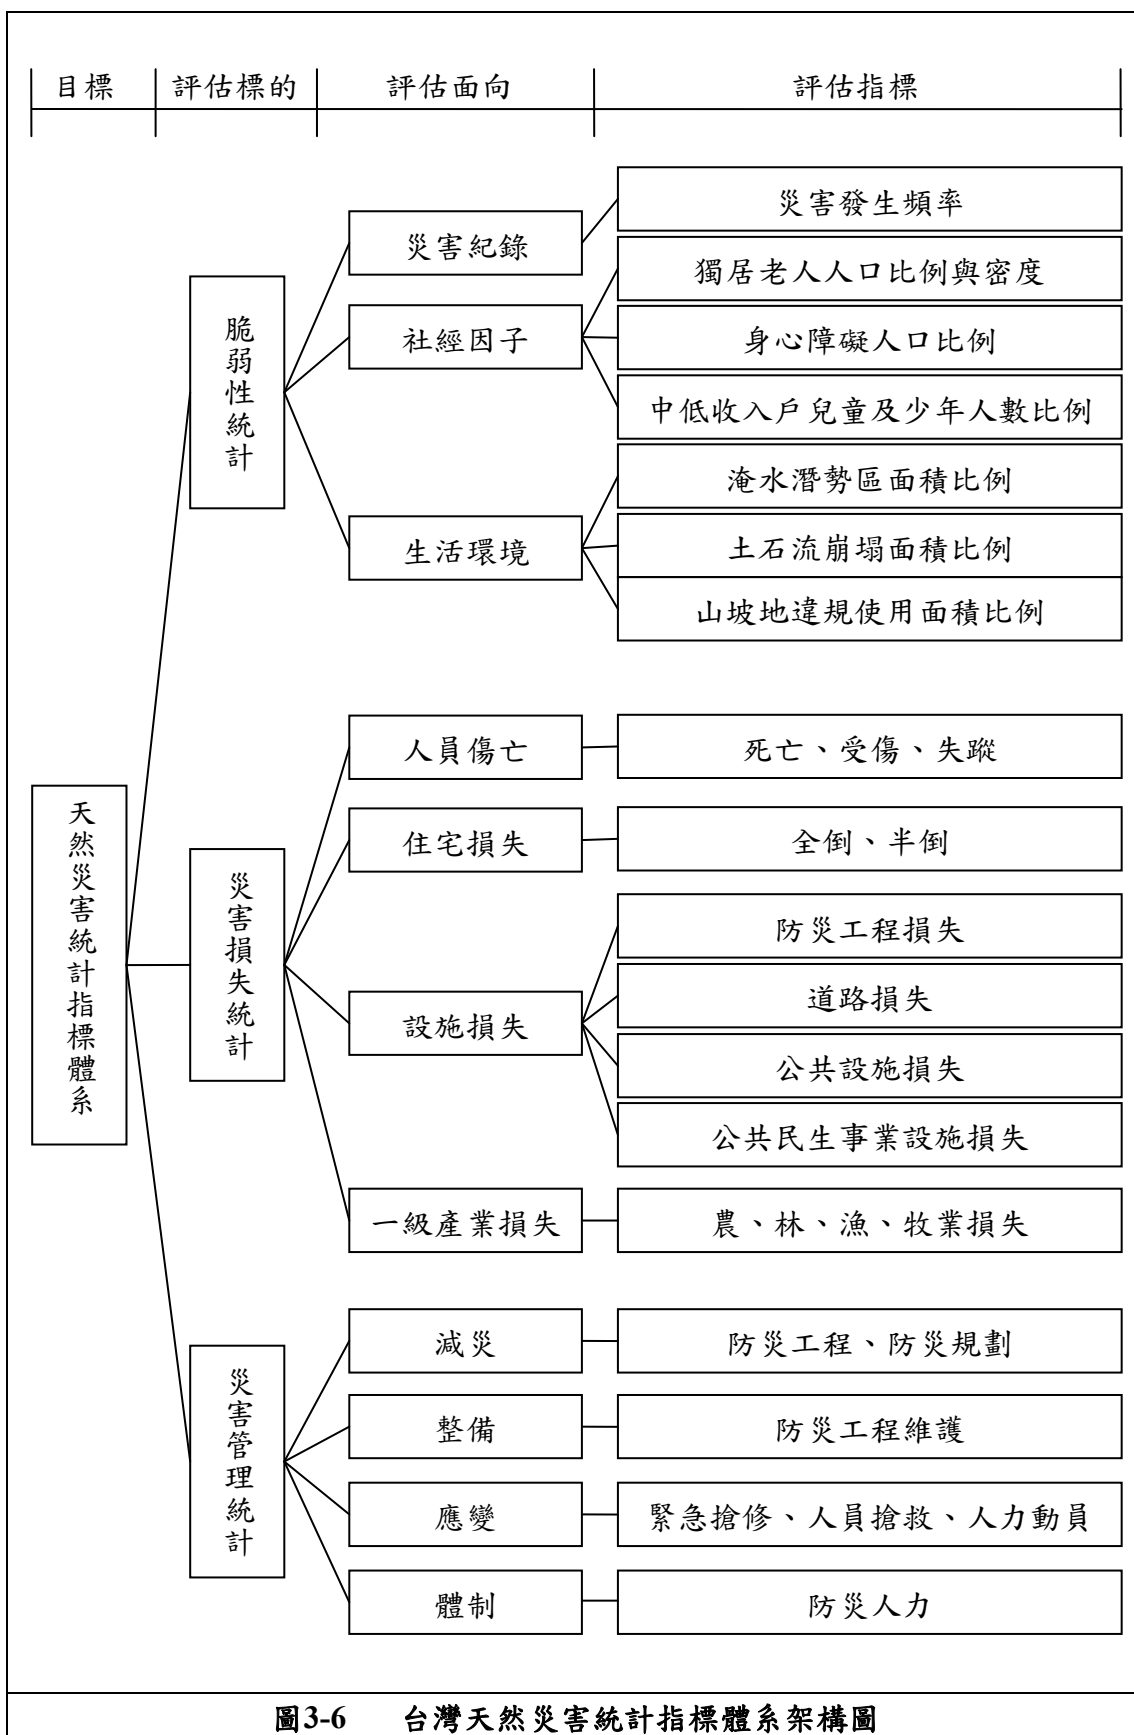 目標 評估標的 評估面向 評估指標
天然災害統計指標體系
脆弱性統計
災害紀錄
災害發生頻率
社經因子
獨居老人人口比例與密度
身心障礙人口比例
中低收入戶兒童及少年人數比例
生活環境
淹水潛勢區面積比例
土石流崩塌面積比例
山坡地違規使用面積比例
災害損失統計
人員傷亡
死亡、受傷、失蹤
住宅損失
全倒、半倒
設施損失
防災工程損失
道路損失
公共設施損失
公共民生事業設施損失
一級產業損失
農、林、漁、牧業損失
災害管理統計
減災
防災工程、防災規劃
整備
防災工程維護
應變
緊急搶修、人員搶救、人力動員
體制
防災人力
圖3-6 台灣天然災害統計指標體系架構圖